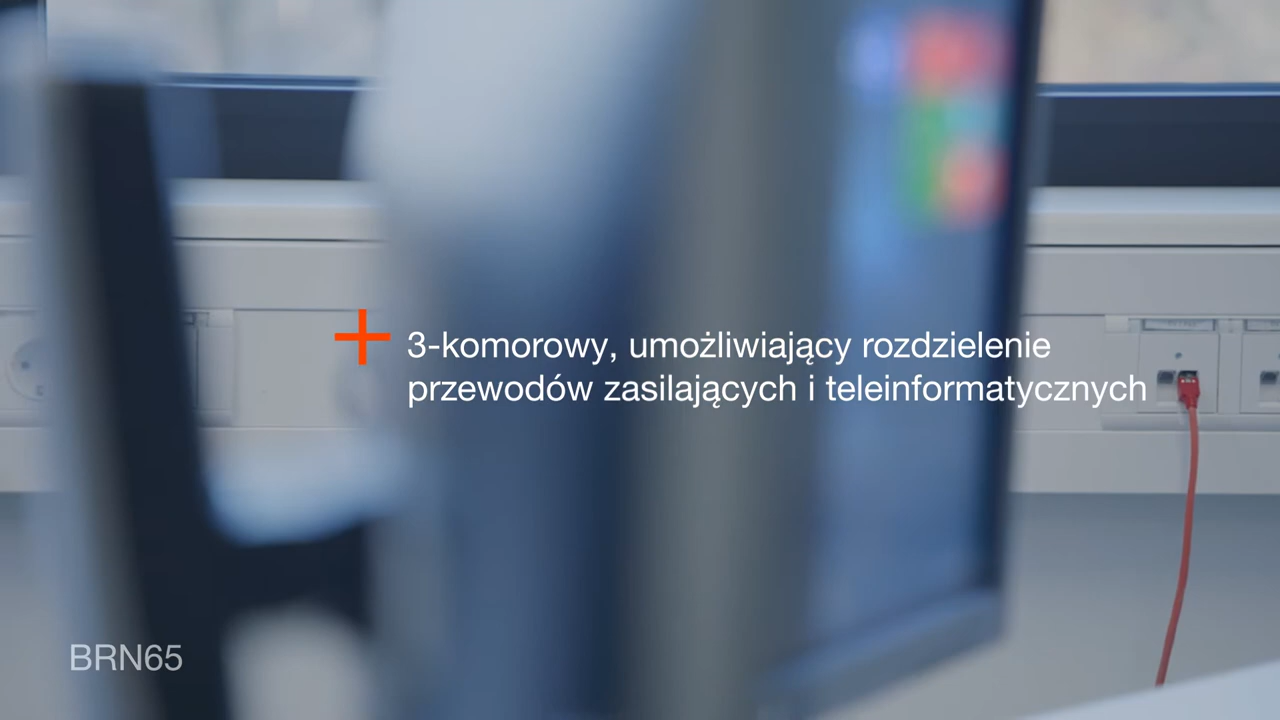 3-komorowy, umożliwiający rozdzielenie
przewodów zasilających i teleinformatycznych
BRN65